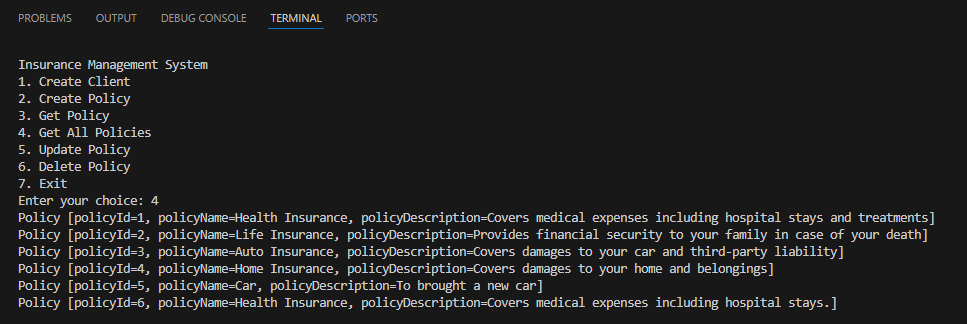 PROBLEMS OUTPUT DEBUG CONSOLE TERMINAL PORTS
Insurance Management System
1. Create Client
2. Create Policy
3. Get Policy
4. Get All Policies
5. Update Policy
6. Delete Policy
7. Exit
Enter your choice: 4
Policy [policyId=1, policyName=Health Insurance, policyDescription=Covers medical expenses including hospital stays and treatments]
Policy [policyId=2, policyName=Life Insurance, policyDescription=Provides financial security to your family in case of your death]
Policy [policyId=3, policyName=Auto Insurance, policyDescription=Covers damages to your car and third-party liability]
Policy [policyId=4, policyName=Home Insurance, policyDescription=Covers damages to your home and belongings]
Policy [policyId=5, policyName=Car, policyDescription=To brought a new car]
Policy [policyId=6, policyName=Health Insurance, policyDescription=Covers medical expenses including hospital stays.]